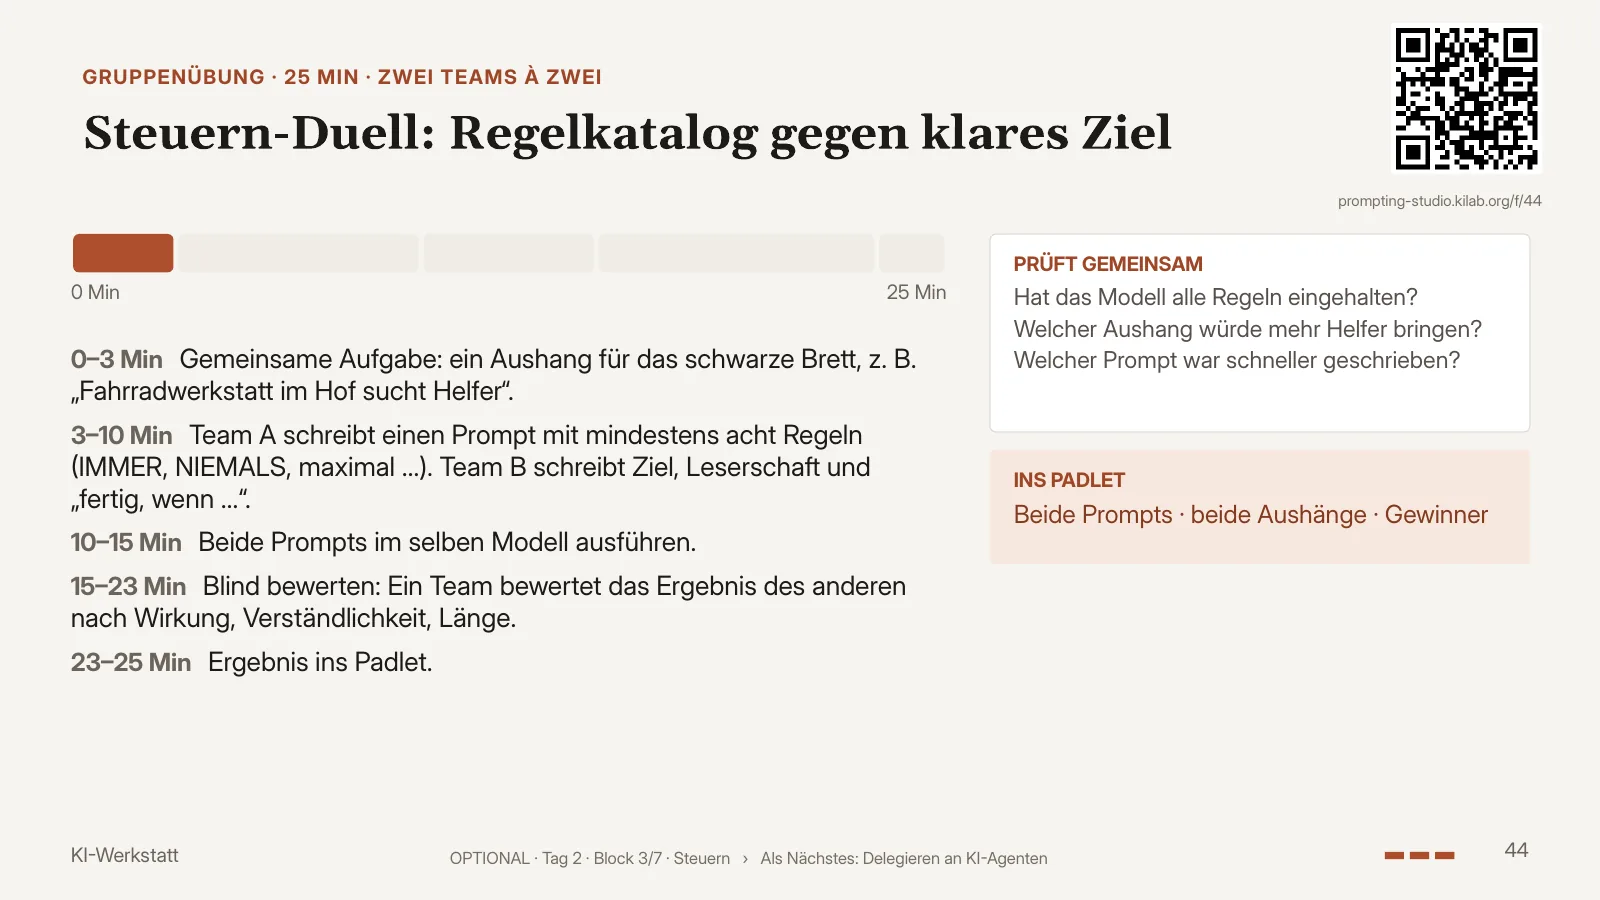 GRUPPENÜBUNG · 25 MIN · ZWEI TEAMS À ZWEI
Steuern-Duell: Regelkatalog gegen klares Ziel
prompting-studio.kilab.org/f/44
0 Min
25 Min
0–3 Min Gemeinsame Aufgabe: ein Aushang für das schwarze Brett, z. B.
„Fahrradwerkstatt im Hof sucht Helfer“.
3–10 Min Team A schreibt einen Prompt mit mindestens acht Regeln
(IMMER, NIEMALS, maximal …). Team B schreibt Ziel, Leserschaft und
„fertig, wenn …“.
10–15 Min Beide Prompts im selben Modell ausführen.
15–23 Min Blind bewerten: Ein Team bewertet das Ergebnis des anderen
nach Wirkung, Verständlichkeit, Länge.
23–25 Min Ergebnis ins Padlet.
PRÜFT GEMEINSAM
Hat das Modell alle Regeln eingehalten?
Welcher Aushang würde mehr Helfer bringen?
Welcher Prompt war schneller geschrieben?
INS PADLET
Beide Prompts · beide Aushänge · Gewinner
KI-Werkstatt
OPTIONAL · Tag 2 · Block 3/7 · Steuern › Als Nächstes: Delegieren an KI-Agenten
44